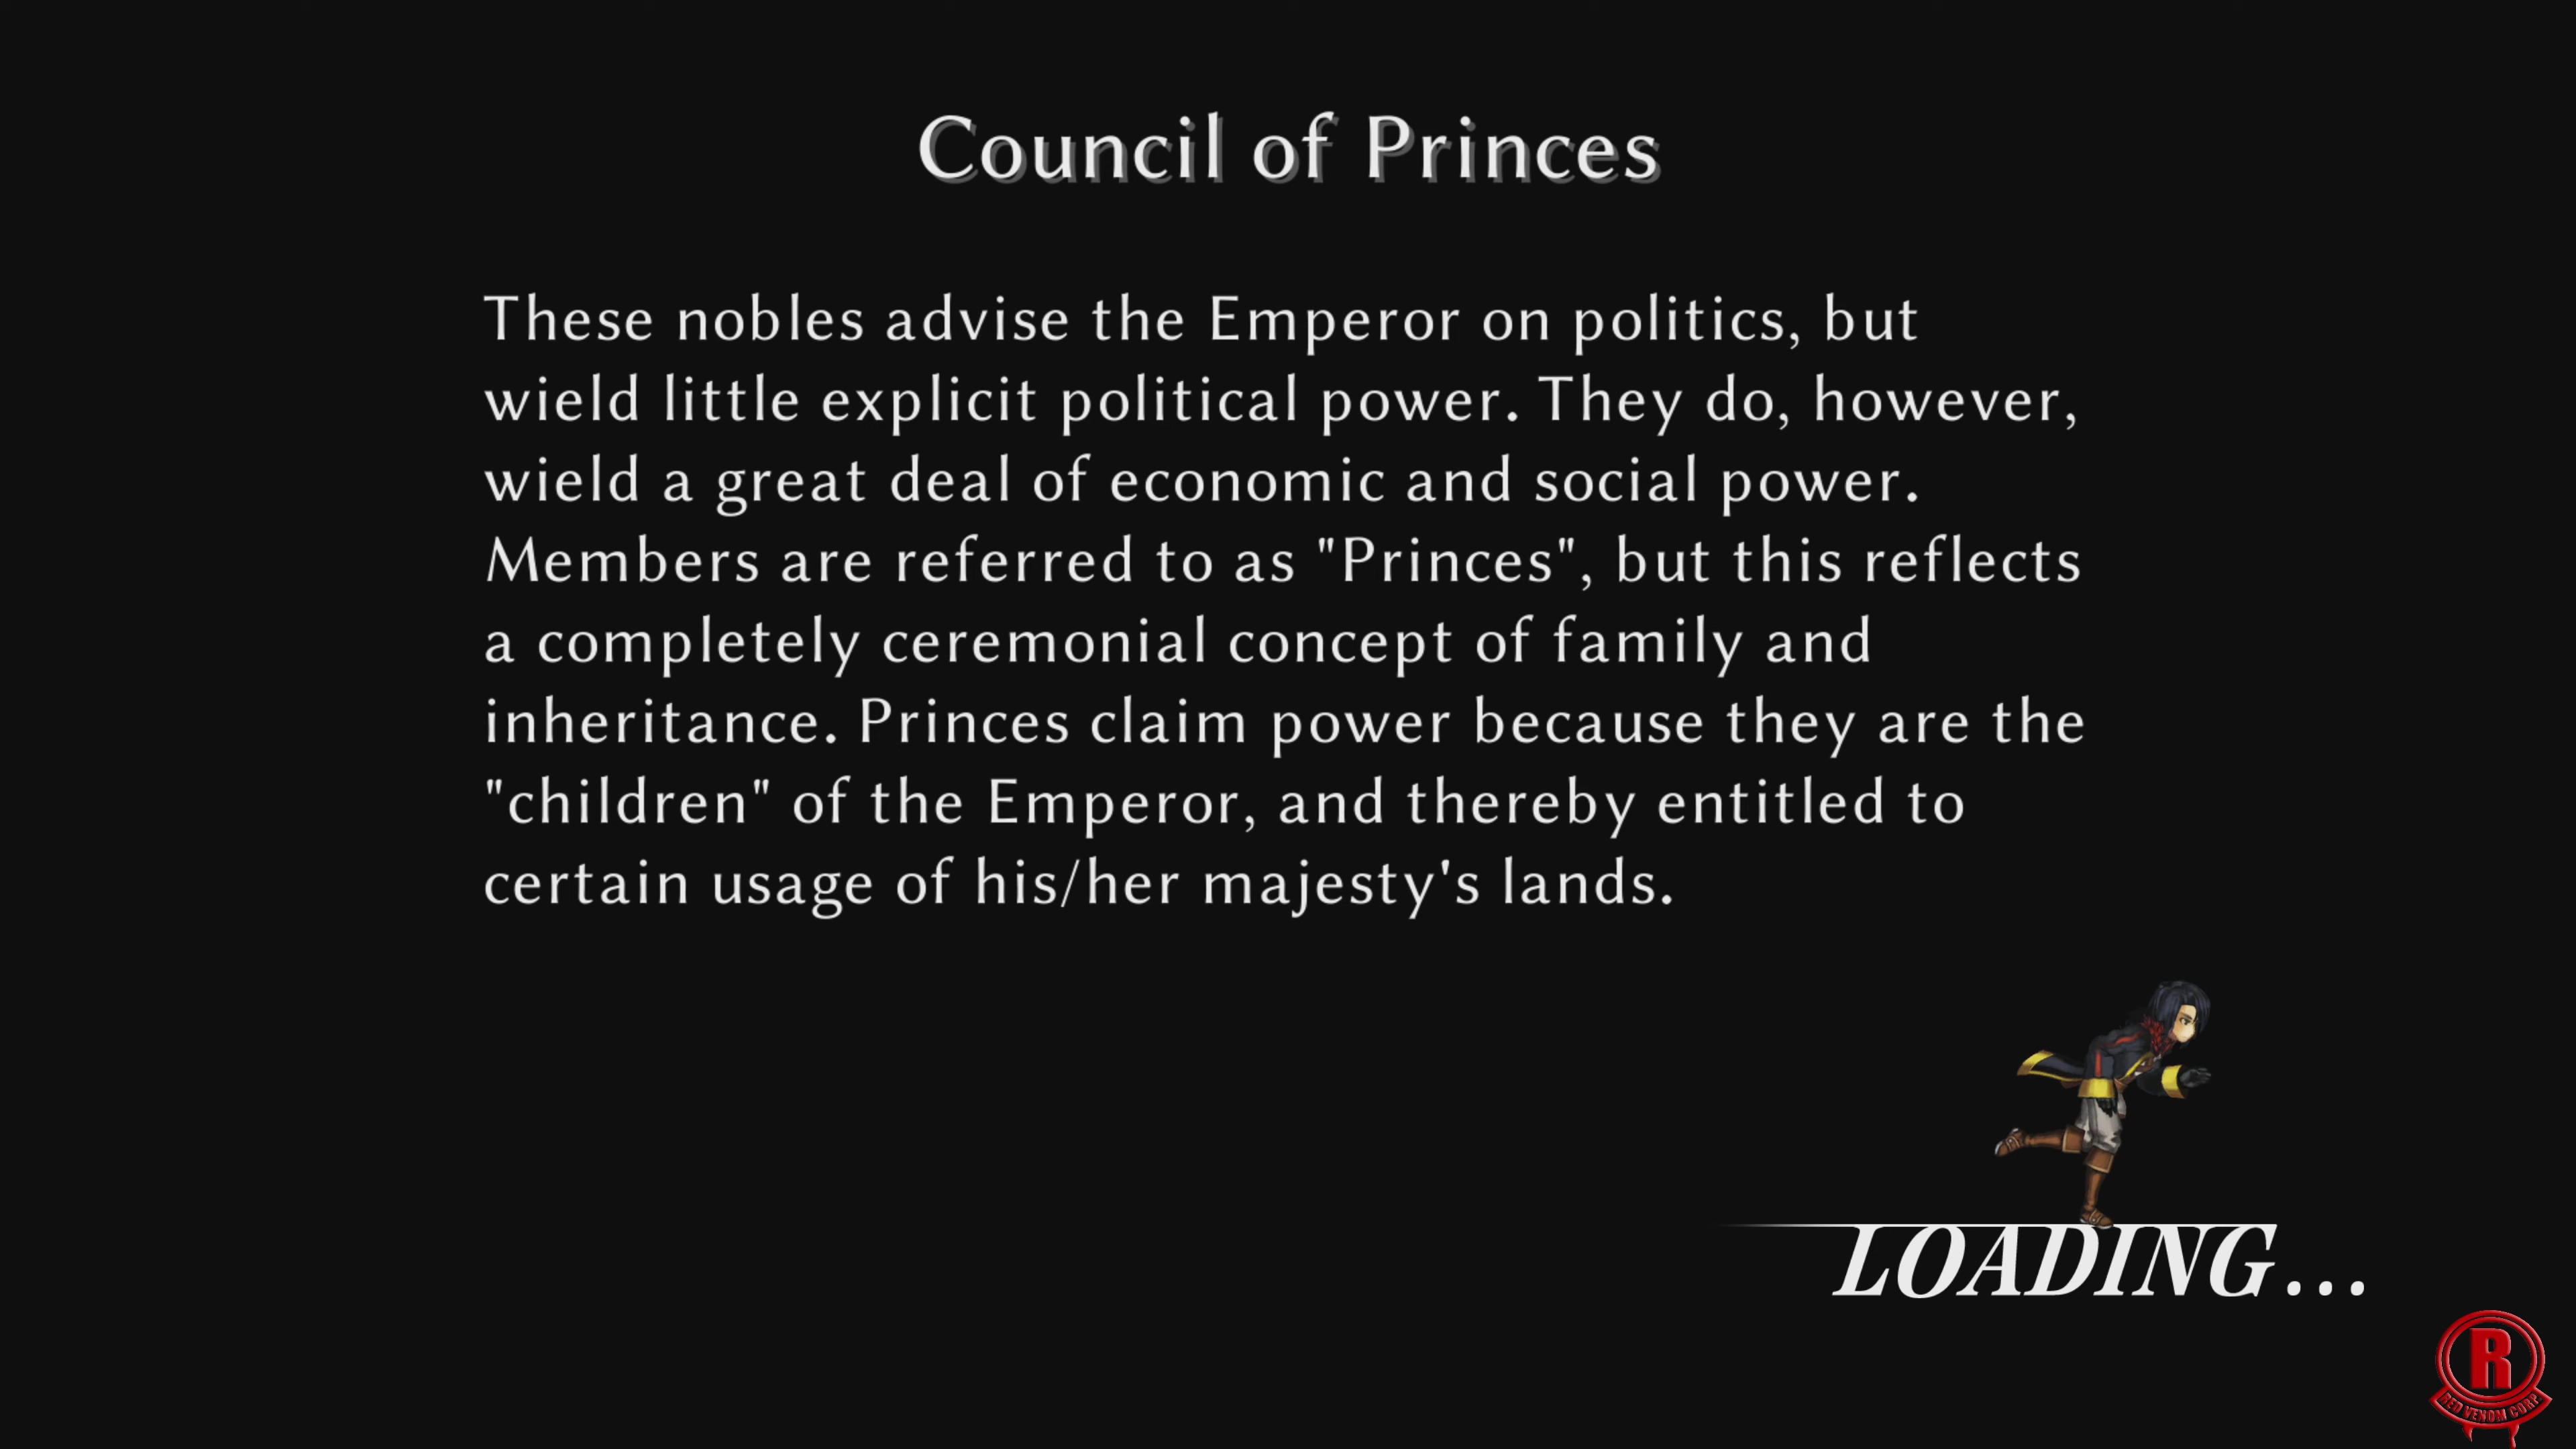 Council of Princes
These nobles advise the Emperor on politics, but
wield little explicit political power. They do, however,
wield a great deal of economic and social power.
Members are referred to as "Princes", but this reflects
a completely ceremonial concept of family and
inheritance. Princes claim power because they are the
"children" of the Emperor, and thereby entitled to
certain usage of his/her majesty's lands.
LOADING...
R
RED VENOM CORP